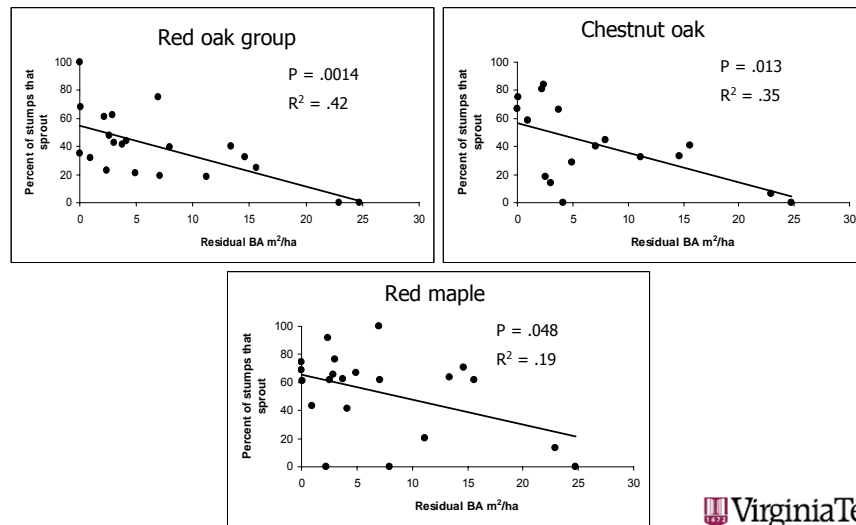 Red oak group
P = .0014
R² = .42
Percent of stumps that
sprout
100
80
60
40
20
0
0 5 10 15 20 25 30
Residual BA m²/ha
Chestnut oak
P = .013
R² = .35
Percent of stumps that
sprout
100
80
60
40
20
0
0 5 10 15 20 25 30
Residual BA m²/ha
Red maple
P = .048
R² = .19
Percent of stumps that
sprout
100
80
60
40
20
0
0 5 10 15 20 25 30
Residual BA m²/ha
1872
VirginiaTe